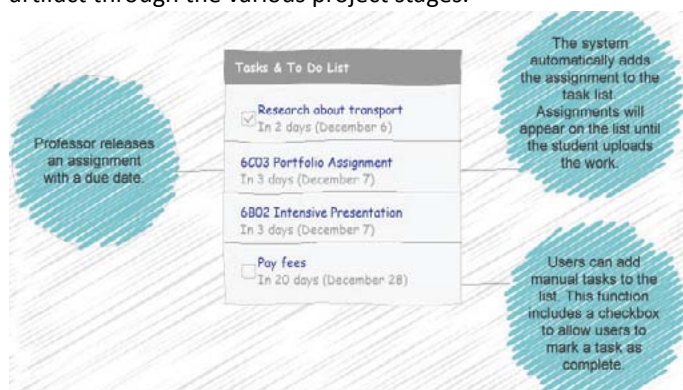 artifact through the various project stages.
The system
automatically adds
the assignment to the
task list.
Assignments will
appear on the list until
the student uploads
the work.
Tasks & To Do List
Research about transport
In 2 days (December 6)
Professor releases
an assignment
with a due date.
6C03 Portfolio Assignment
In 3 days (December 7)
6B02 Intensive Presentation
In 3 days (December 7)
Pay fees
In 20 days (December 28)
Users can add
manual tasks to the
list. This function
includes a checkbox
to allow users to
mark a task as
complete.